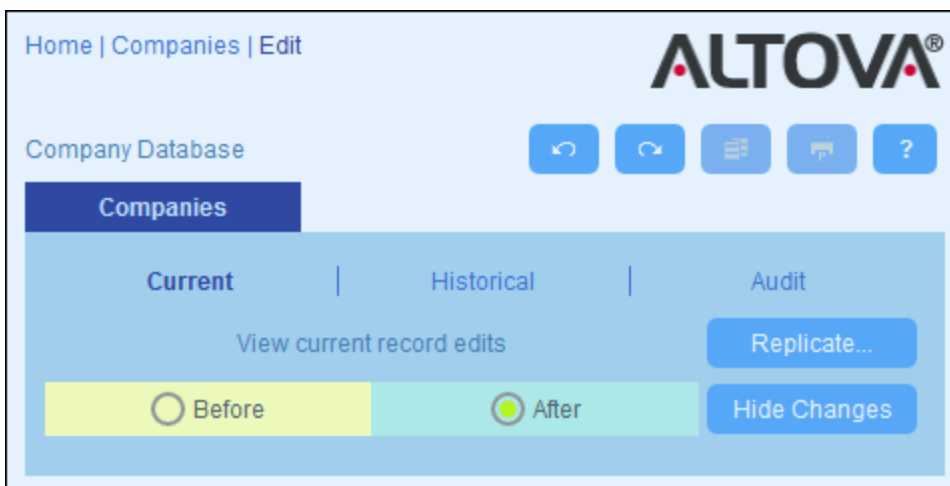 Home | Companies | Edit
ALTOVA®
Company Database
?
Companies
Current | Historical | Audit
View current record edits
Replicate...
Before
After
Hide Changes